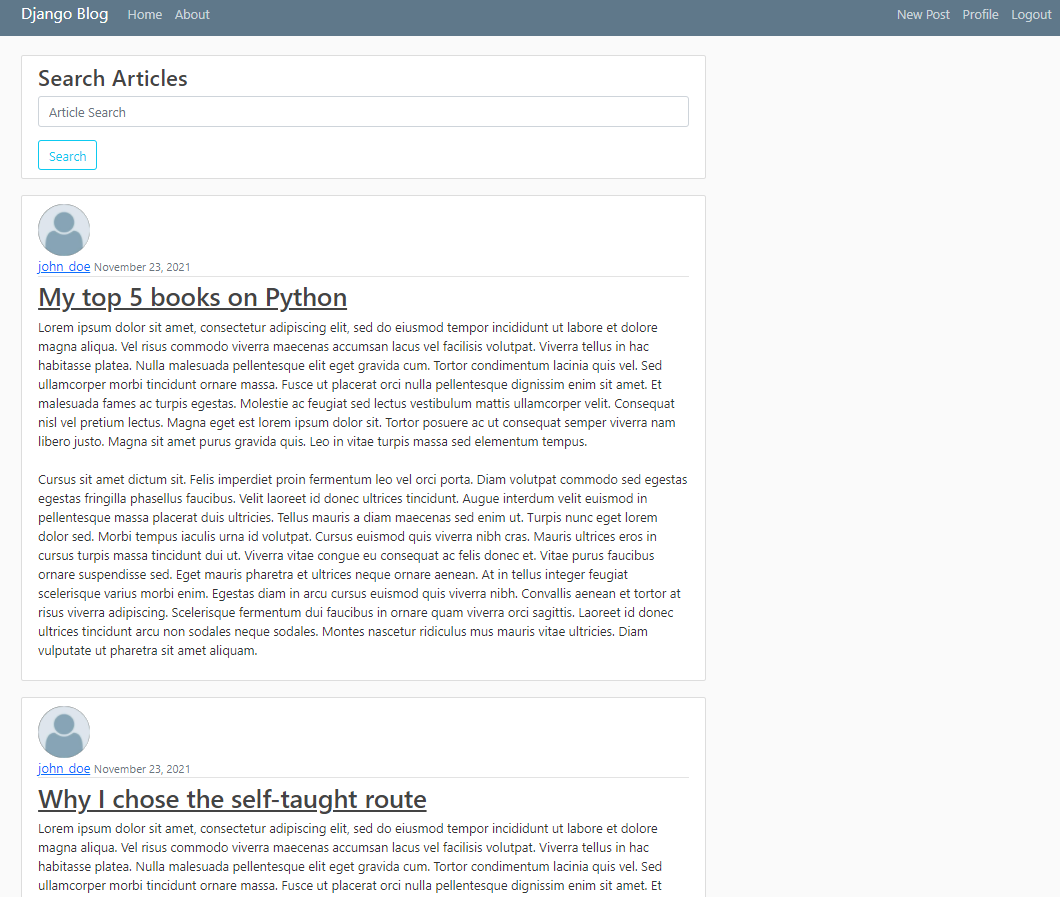 Django Blog Home About New Post Profile Logout
Search Articles
Article Search
Search
john_doe November 23, 2021
My top 5 books on Python
Lorem ipsum dolor sit amet, consectetur adipiscing elit, sed do eiusmod tempor incididunt ut labore et dolore
magna aliqua. Vel risus commodo viverra maecenas accumsan lacus vel facilisis volutpat. Viverra tellus in hac
habitasse platea. Nulla malesuada pellentesque elit eget gravida cum. Tortor condimentum lacinia quis vel. Sed
ullamcorper morbi tincidunt ornare massa. Fusce ut placerat orci nulla pellentesque dignissim enim sit amet. Et
malesuada fames ac turpis egestas. Molestie ac feugiat sed lectus vestibulum mattis ullamcorper velit. Consequat
nisl vel pretium lectus. Magna eget est lorem ipsum dolor sit. Tortor posuere ac ut consequat semper viverra nam
libero justo. Magna sit amet purus gravida quis. Leo in vitae turpis massa sed elementum tempus.
Cursus sit amet dictum sit. Felis imperdiet proin fermentum leo vel orci porta. Diam volutpat commodo sed egestas
egestas fringilla phasellus faucibus. Velit laoreet id donec ultrices tincidunt. Augue interdum velit euismod in
pellentesque massa placerat duis ultricies. Tellus mauris a diam maecenas sed enim ut. Turpis nunc eget lorem
dolor sed. Morbi tempus iaculis urna id volutpat. Cursus euismod quis viverra nibh cras. Mauris ultrices eros in
cursus turpis massa tincidunt dui ut. Viverra vitae congue eu consequat ac felis donec et. Vitae purus faucibus
ornare suspendisse sed. Eget mauris pharetra et ultrices neque ornare aenean. At in tellus integer feugiat
scelerisque varius morbi enim. Egestas diam in arcu cursus euismod quis viverra nibh. Convallis aenean et tortor at
risus viverra adipiscing. Scelerisque fermentum dui faucibus in ornare quam viverra orci sagittis. Laoreet id donec
ultrices tincidunt arcu non sodales neque sodales. Montes nascetur ridiculus mus mauris vitae ultricies. Diam
vulputate ut pharetra sit amet aliquam.
john_doe November 23, 2021
Why I chose the self-taught route
Lorem ipsum dolor sit amet, consectetur adipiscing elit, sed do eiusmod tempor incididunt ut labore et dolore
magna aliqua. Vel risus commodo viverra maecenas accumsan lacus vel facilisis volutpat. Viverra tellus in hac
habitasse platea. Nulla malesuada pellentesque elit eget gravida cum. Tortor condimentum lacinia quis vel. Sed
ullamcorper morbi tincidunt ornare massa. Fusce ut placerat orci nulla pellentesque dignissim enim sit amet. Et